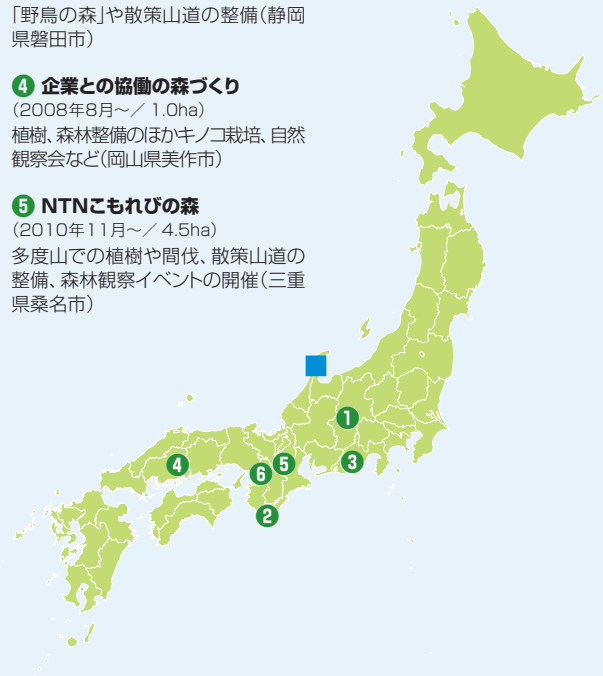 「野鳥の森」や散策山道の整備(静岡
県磐田市)
4 企業との協働の森づくり
(2008年8月～／1.0ha)
植樹、森林整備のほかキノコ栽培、自然
観察会など(岡山県美作市)
5 NTNこもれびの森
(2010年11月～／4.5ha)
多度山での植樹や間伐、散策山道の
整備、森林観察イベントの開催(三重
県桑名市)
1
4
6
5
3
2